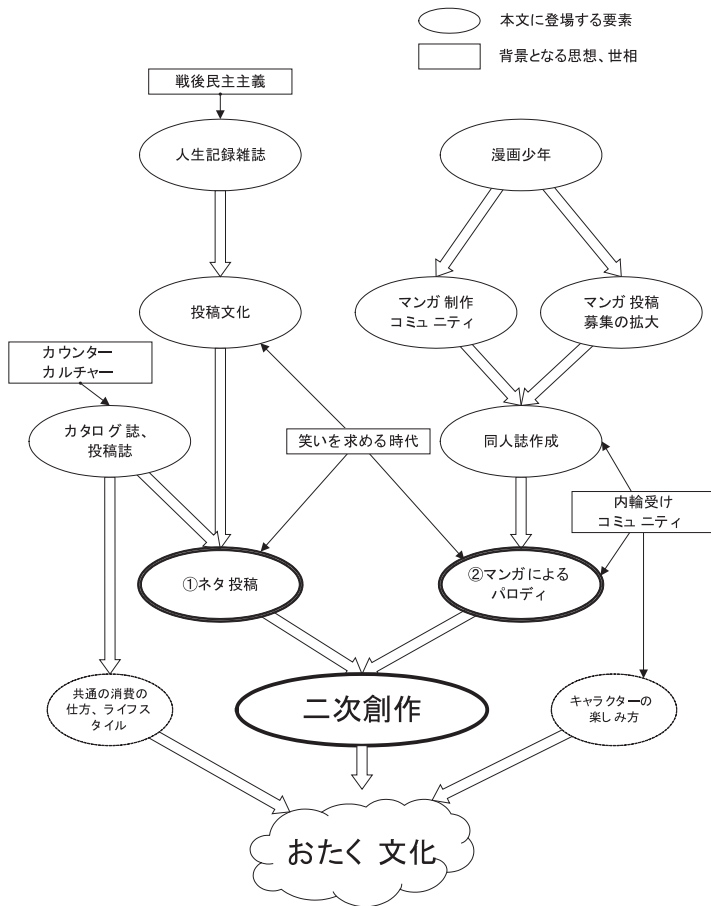 本文に登場する要素
背景となる思想、世相
戦後民主主義
人生記録雑誌
漫画少年
投稿文化
マンガ制作
コミュニティ
マンガ投稿
募集の拡大
カウンター
カルチャー
カタログ誌、
投稿誌
笑いを求める時代
同人誌作成
内輪受け
コミュニティ
①ネタ投稿
②マンガによる
パロディ
共通の消費の
仕方、ライフス
タイル
二次創作
キャラクターの
楽しみ方
おたく文化